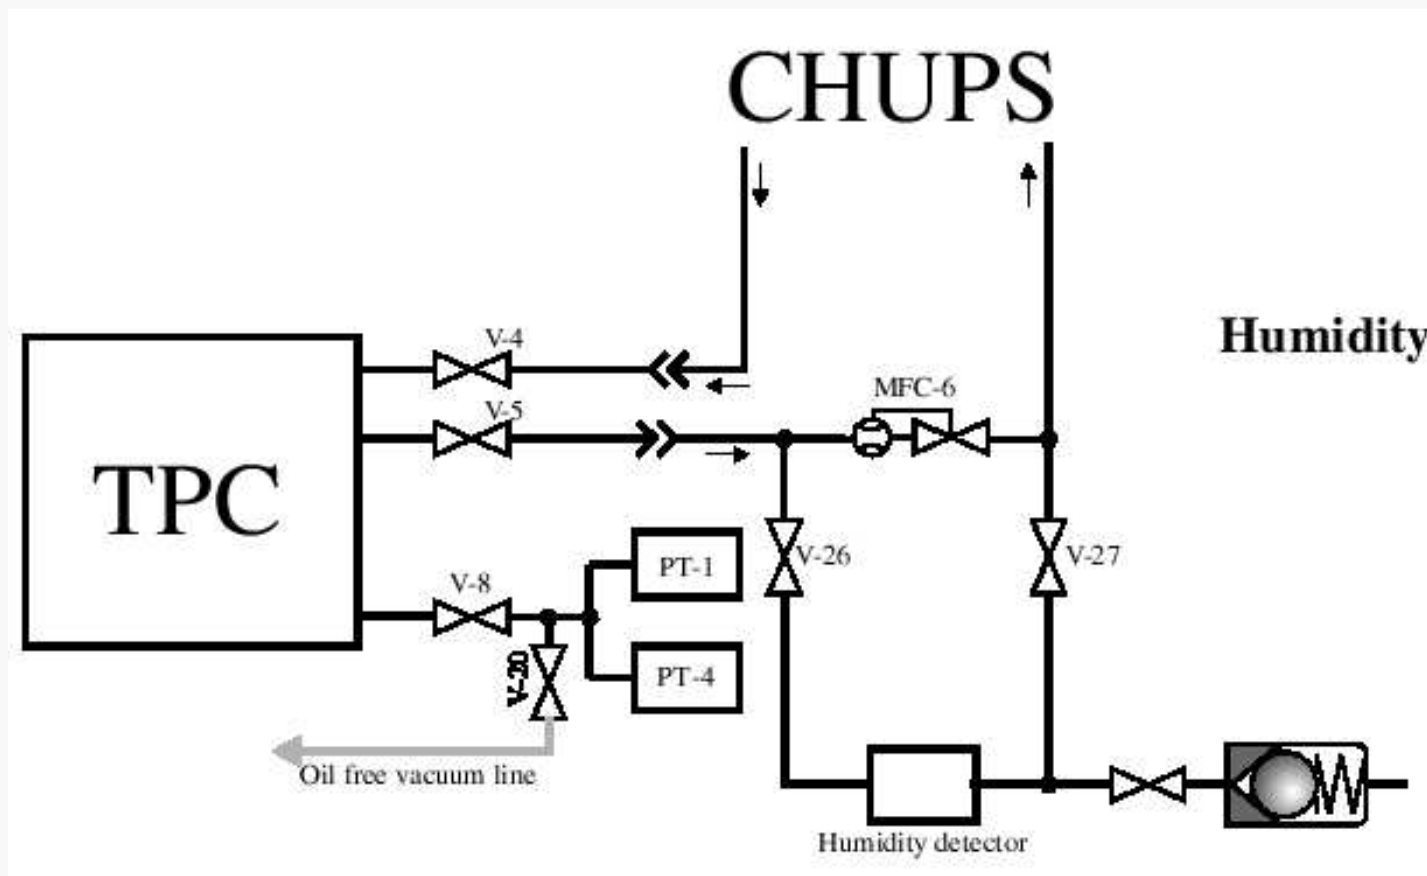 CHUPS
Humidity
V-4
MFC-6
V-5
TPC
PT-1
V-26
V-27
V-8
PT-4
V-20
Oil free vacuum line
Humidity detector